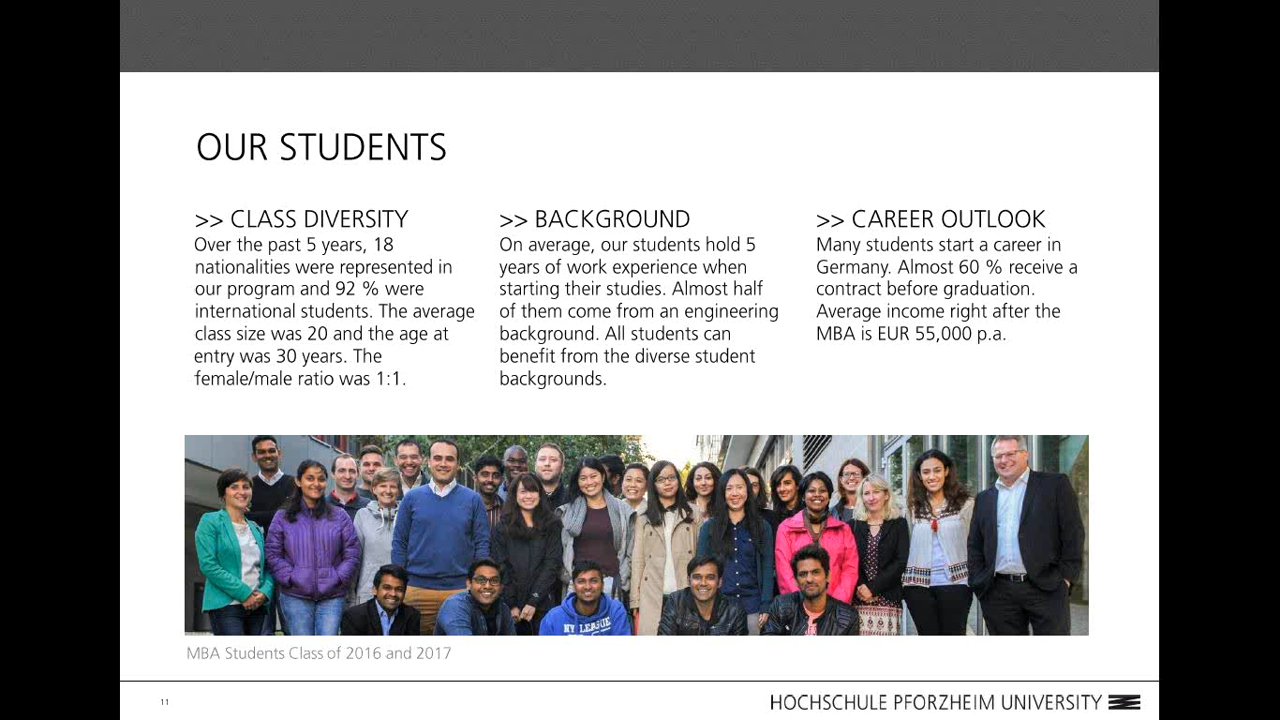 OUR STUDENTS
>> CLASS DIVERSITY
Over the past 5 years, 18
nationalities were represented in
our program and 92 % were
international students. The average
class size was 20 and the age at
entry was 30 years. The
female/male ratio was 1:1.
>> BACKGROUND
On average, our students hold 5
years of work experience when
starting their studies. Almost half
of them come from an engineering
background. All students can
benefit from the diverse student
backgrounds.
>> CAREER OUTLOOK
Many students start a career in
Germany. Almost 60 % receive a
contract before graduation.
Average income right after the
MBA is EUR 55,000 p.a.
NY LEAGUE
MBA Students Class of 2016 and 2017
11
HOCHSCHULE PFORZHEIM UNIVERSITY